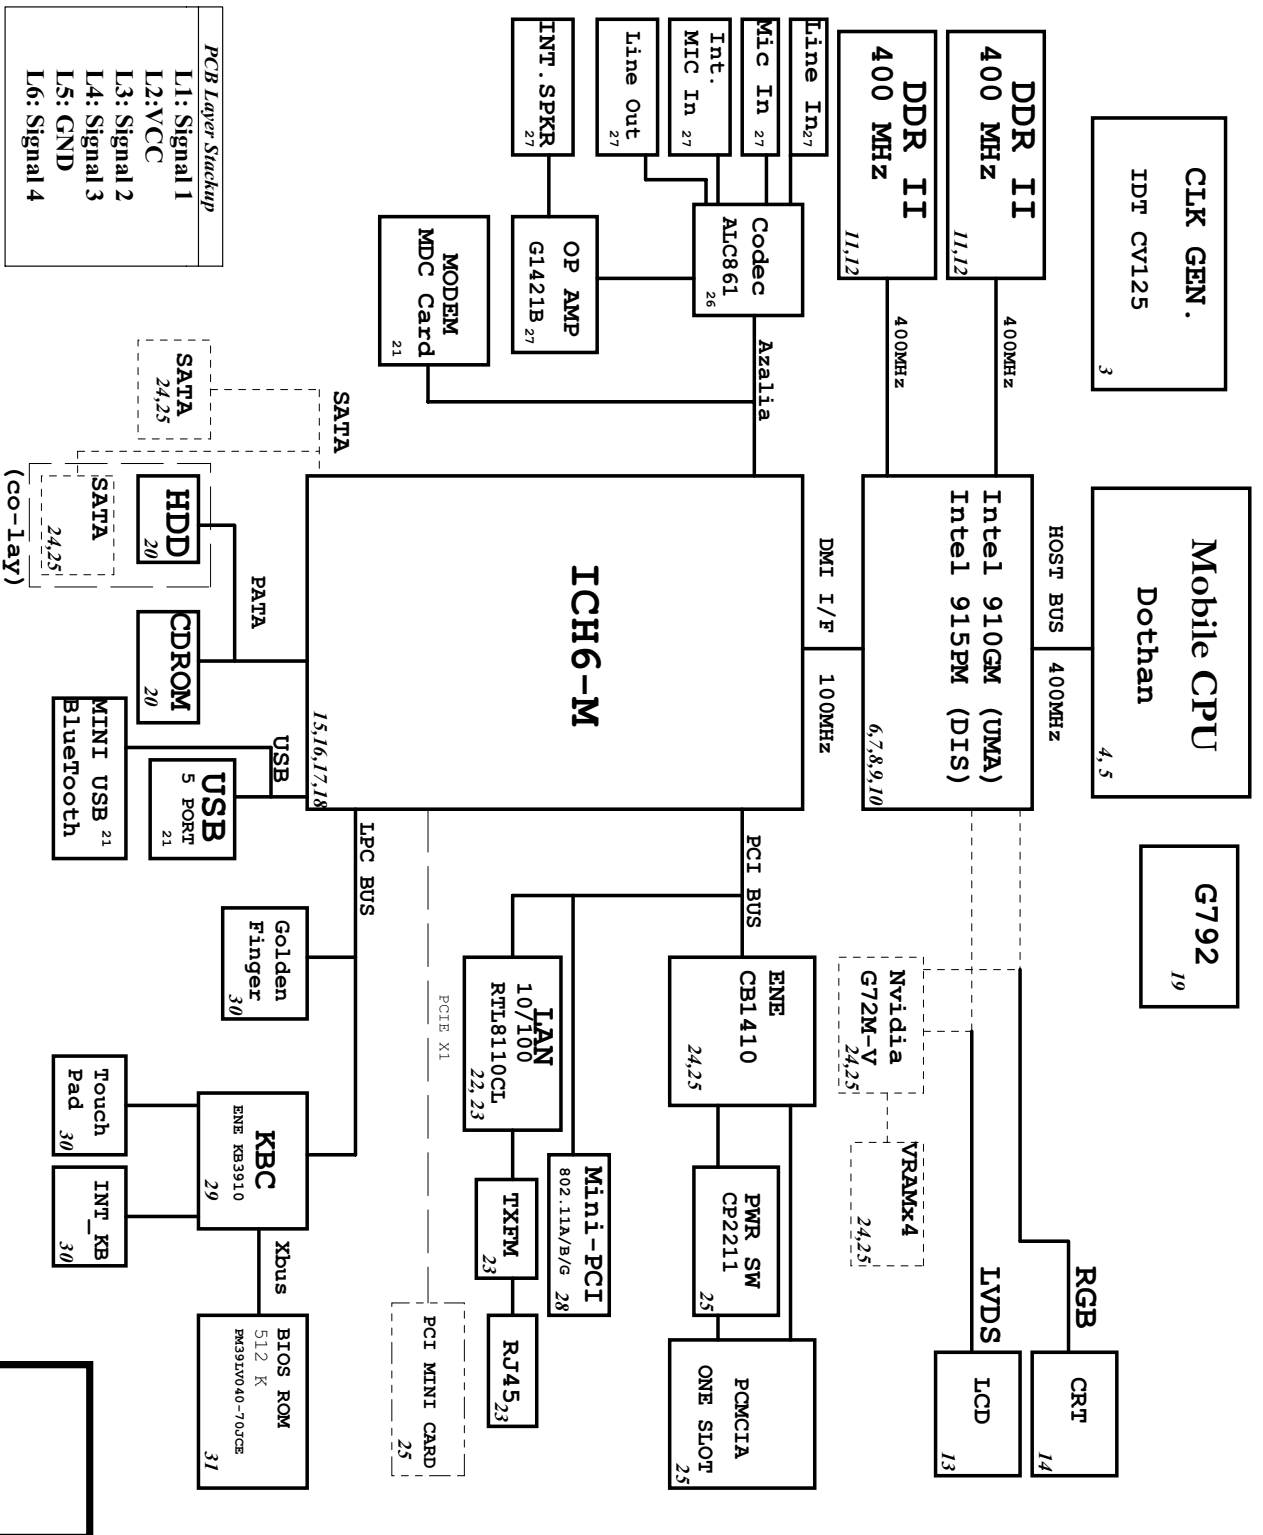 CLK GEN.
IDT CV125
3
Mobile CPU
Dothan
4, 5
G792
19
HOST BUS
400MHz
DDR II
400 MHz
11,12
400MHz
DDR II
400 MHz
11,12
400MHz
Intel 910GM (UMA)
Intel 915PM (DIS)
6,7,8,9,10
RGB
CRT
14
LVDS
LCD
13
Nvidia
G72M-V
24,25
VRAMx4
24,25
DMI I/F
100MHz
Line In
27
Mic In
27
Int.
MIC In
27
Line Out
27
INT.SPKR
27
Codec
ALC861
26
OP AMP
G1421B
27
MODEM
MDC Card
21
Azalia
ICH6-M
15,16,17,18
PCI BUS
ENE
CB1410
24,25
PWR SW
CP2211
25
PCMCIA
ONE SLOT
25
Mini-PCI
802.11A/B/G
28
LAN
10/100
RTL8110CL
22, 23
TXFM
23
RJ45
23
PCIE X1
PCI MINI CARD
25
LPC BUS
Golden
Finger
30
KBC
ENE KB3910
29
Touch
Pad
30
INT_KB
30
Xbus
BIOS ROM
512 K
PM39LV040-70JCE
31
SATA
SATA
24,25
HDD
20
SATA
24,25
(co-lay)
PATA
CDROM
20
USB
USB
5 PORT
21
MINI USB
BlueTooth
21
PCB Layer Stackup
L1: Signal 1
L2:VCC
L3: Signal 2
L4: Signal 3
L5: GND
L6: Signal 4